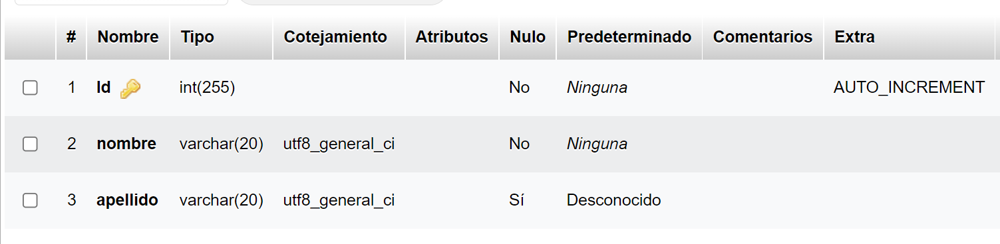 # Nombre Tipo Cotejamiento Atributos Nulo Predeterminado Comentarios Extra
1 Id int(255) No Ninguna AUTO_INCREMENT
2 nombre varchar(20) utf8_general_ci No Ninguna
3 apellido varchar(20) utf8_general_ci Sí Desconocido